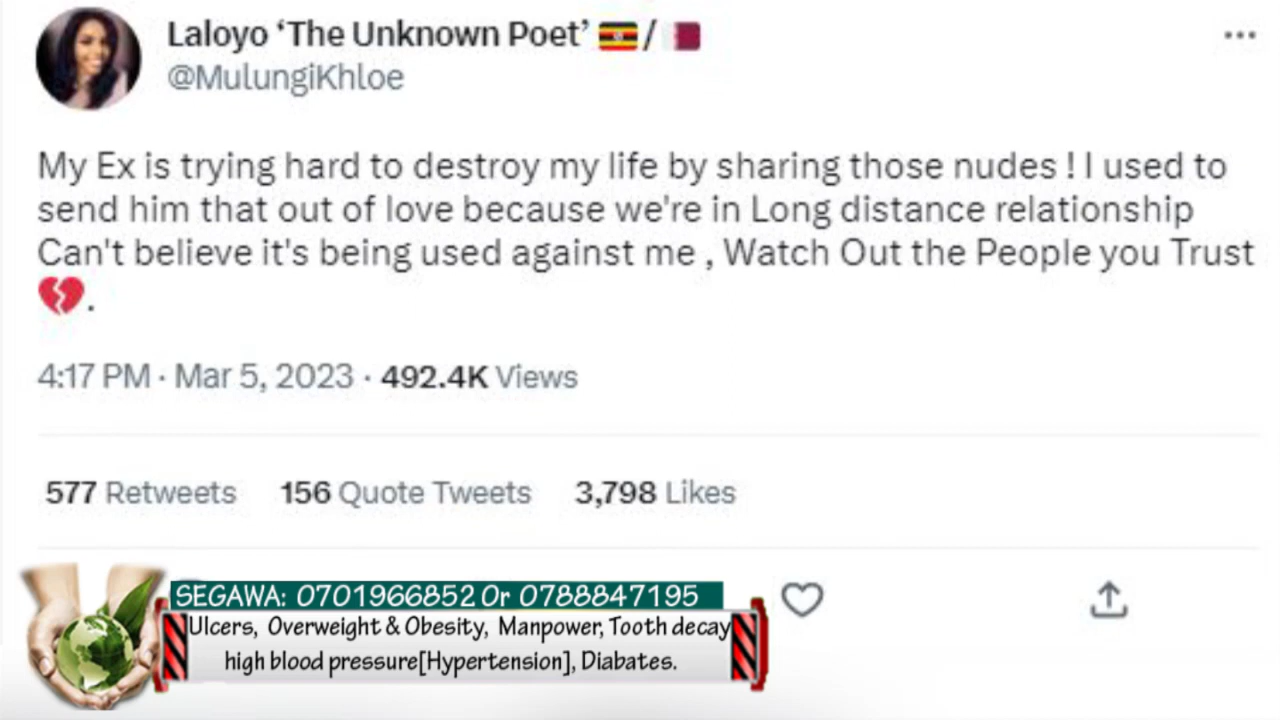 Laloyo ‘The Unknown Poet’ 🇺🇬/🇶🇦
@MulungiKhloe
My Ex is trying hard to destroy my life by sharing those nudes ! I used to
send him that out of love because we're in Long distance relationship
Can't believe it's being used against me , Watch Out the People you Trust
💔.
4:17 PM · Mar 5, 2023 · 492.4K Views
577 Retweets 156 Quote Tweets 3,798 Likes
SEGAWA: 0701966852 Or 0788847195
Ulcers, Overweight & Obesity, Manpower, Tooth decay
high blood pressure[Hypertension], Diabates.